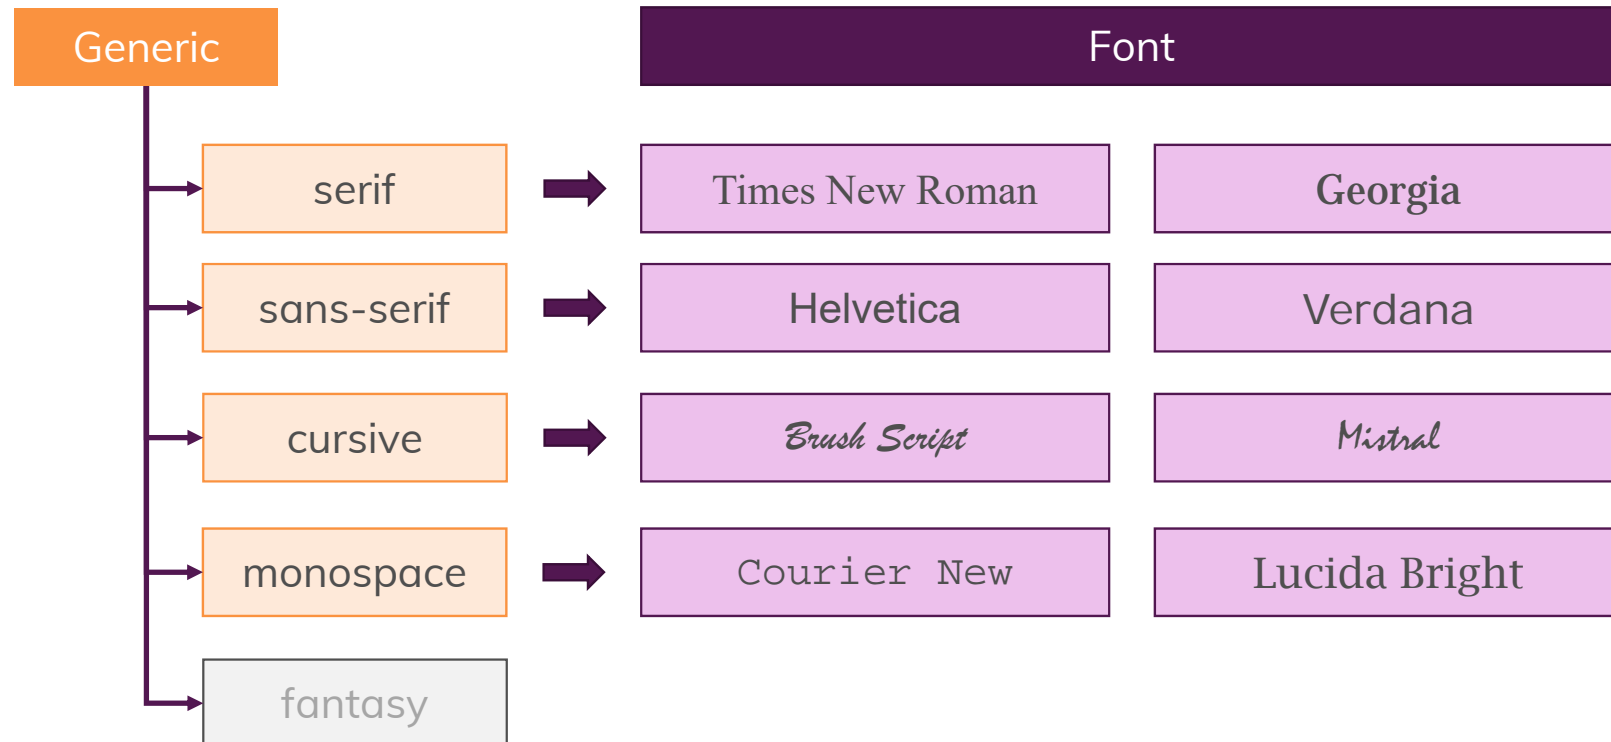 Generic
Font
serif
Times New Roman
Georgia
sans-serif
Helvetica
Verdana
cursive
Brush Script
Mistral
monospace
Courier New
Lucida Bright
fantasy